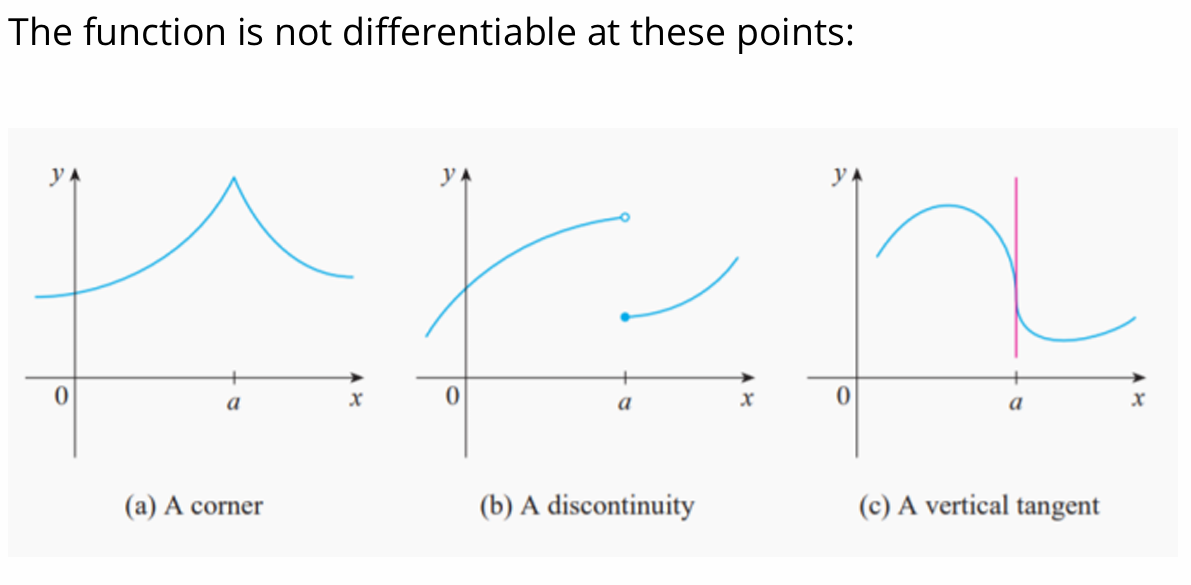 The function is not differentiable at these points:
y
0
a
x
(a) A corner
y
0
a
x
(b) A discontinuity
y
0
a
x
(c) A vertical tangent